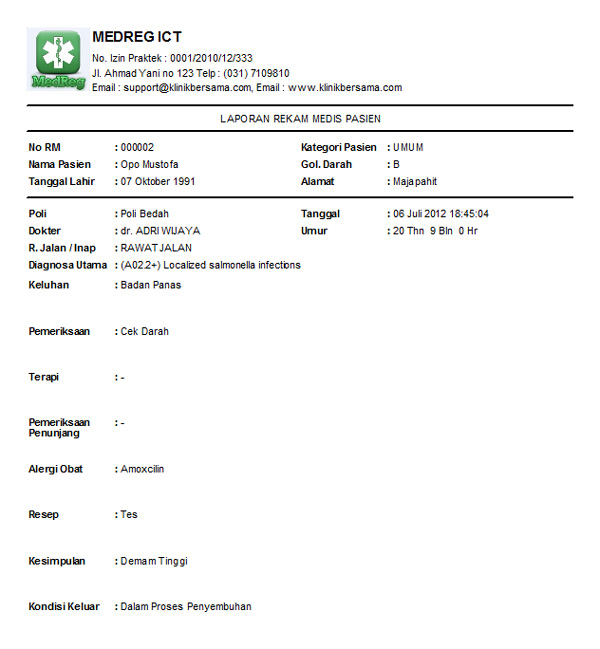 MedReg
MEDREG ICT
No. Izin Praktek : 0001/2010/12/333
Jl. Ahmad Yani no 123 Telp : (031) 7109810
Email : support@klinikbersama.com, Email : www.klinikbersama.com
LAPORAN REKAM MEDIS PASIEN
No RM : 000002 Kategori Pasien : UMUM
Nama Pasien : Opo Mustofa Gol. Darah : B
Tanggal Lahir : 07 Oktober 1991 Alamat : Majapahit
Poli : Poli Bedah Tanggal : 06 Juli 2012 18:45:04
Dokter : dr. ADRI WIJAYA Umur : 20 Thn 9 Bln 0 Hr
R. Jalan / Inap : RAWAT JALAN
Diagnosa Utama : (A02.2+) Localized salmonella infections
Keluhan : Badan Panas
Pemeriksaan : Cek Darah
Terapi : -
Pemeriksaan : -
Penunjang
Alergi Obat : Amoxcilin
Resep : Tes
Kesimpulan : Demam Tinggi
Kondisi Keluar : Dalam Proses Penyembuhan